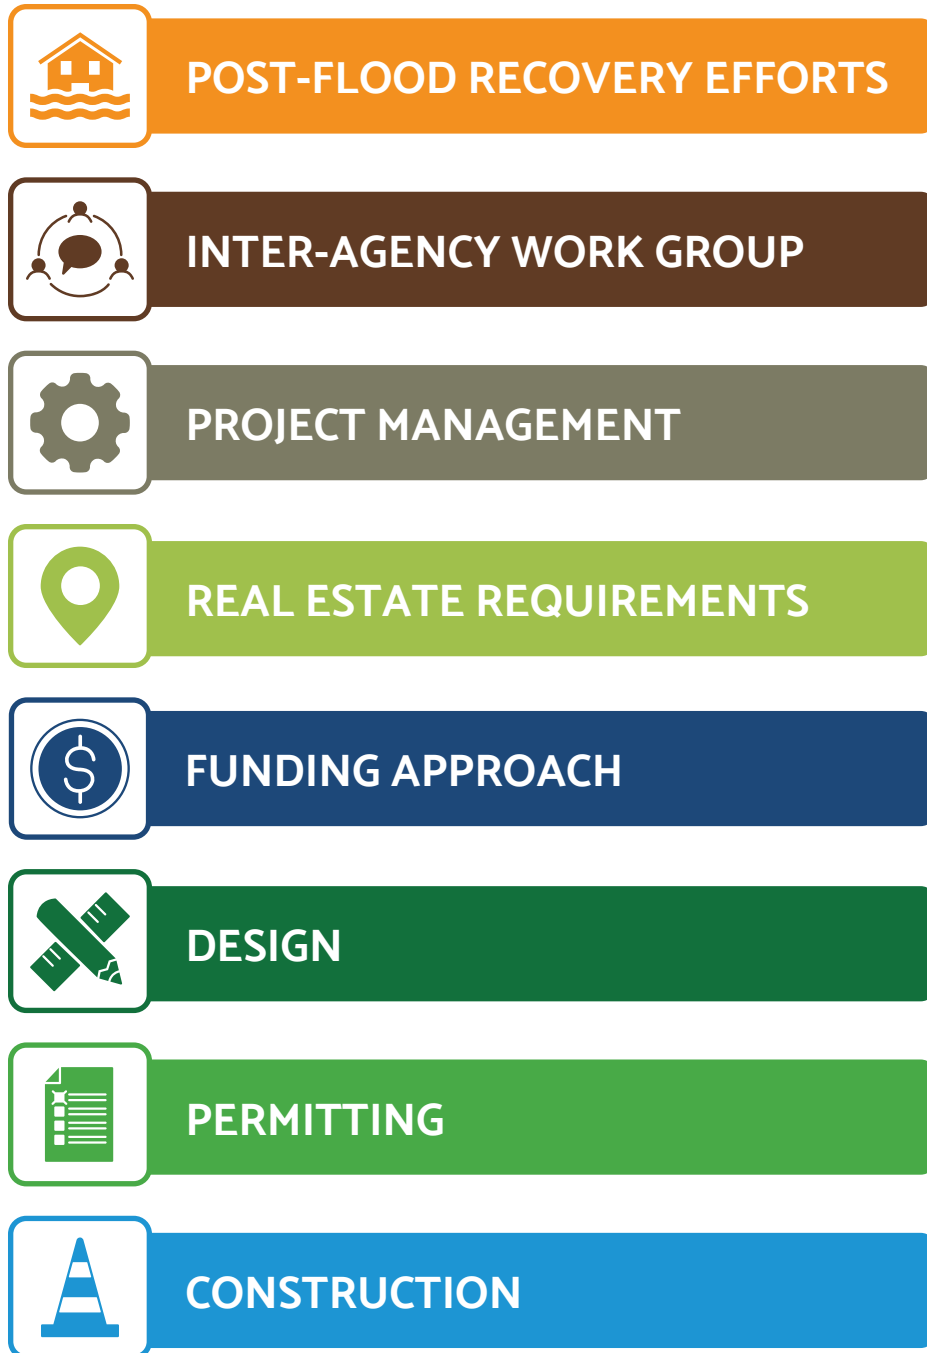 POST-FLOOD RECOVERY EFFORTS
INTER-AGENCY WORK GROUP
PROJECT MANAGEMENT
REAL ESTATE REQUIREMENTS
FUNDING APPROACH
DESIGN
PERMITTING
CONSTRUCTION